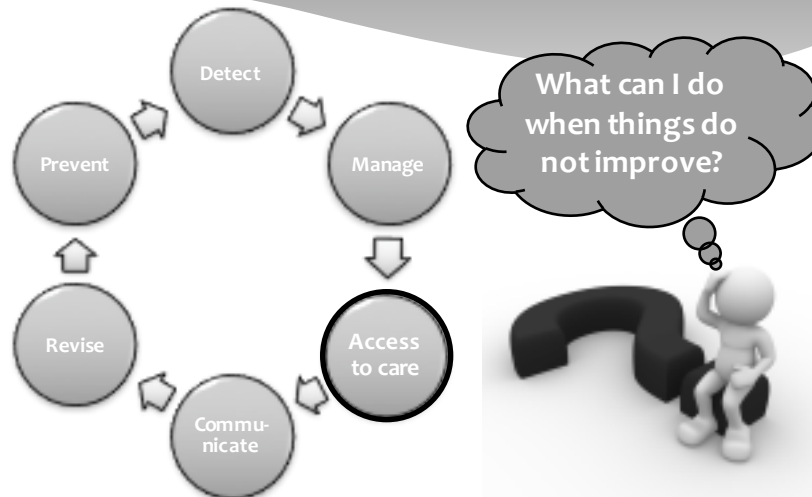 Detect
Prevent
Manage
Revise
Access
to care
Commu-
nicate
What can I do
when things do
not improve?